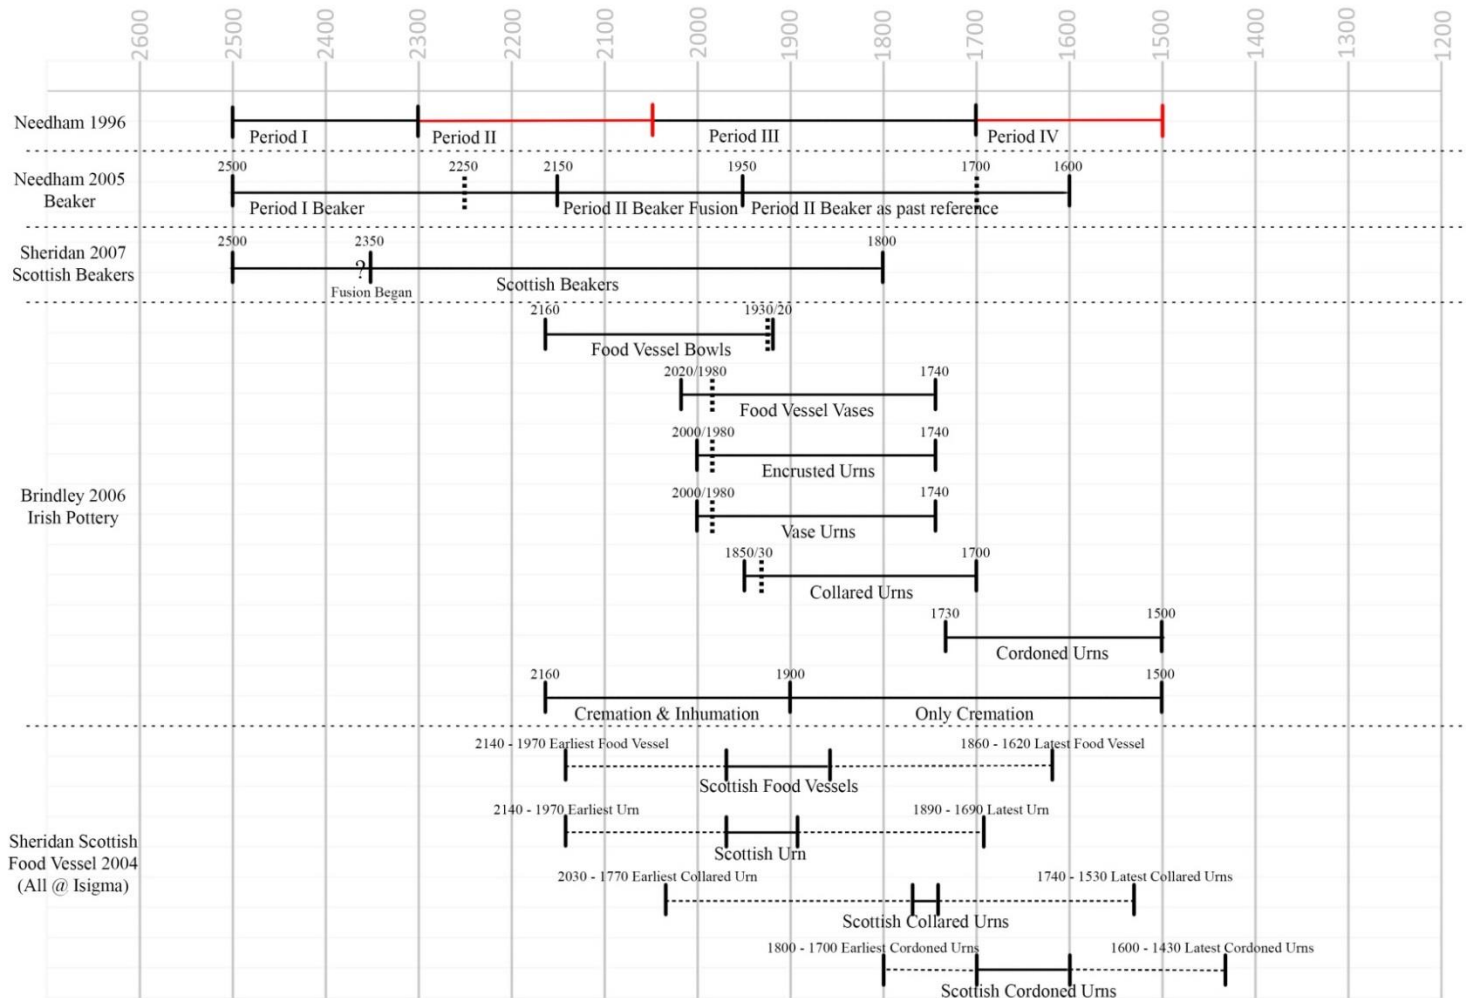 2600 2500 2400 2300 2200 2100 2000 1900 1800 1700 1600 1500 1400 1300 1200
Needham 1996
Period I Period II Period III Period IV
2500 2250 2150 1950 1700 1600
Needham 2005
Beaker
Period I Beaker Period II Beaker Fusion Period II Beaker as past reference
2500 2350 1800
Sheridan 2007
Scottish Beakers
?
Fusion Began
Scottish Beakers
2160 1930/20
Food Vessel Bowls
2020/1980 1740
Food Vessel Vases
2000/1980 1740
Encrusted Urns
Brindley 2006
Irish Pottery
2000/1980 1740
Vase Urns
1850/30 1700
Collared Urns
1730 1500
Cordoned Urns
2160 1900 1500
Cremation & Inhumation Only Cremation
2140 - 1970 Earliest Food Vessel 1860 - 1620 Latest Food Vessel
Scottish Food Vessels
2140 - 1970 Earliest Urn 1890 - 1690 Latest Urn
Scottish Urn
Sheridan Scottish
Food Vessel 2004
(All @ Isigma)
2030 - 1770 Earliest Collared Urn 1740 - 1530 Latest Collared Urns
Scottish Collared Urns
1800 - 1700 Earliest Cordoned Urns 1600 - 1430 Latest Cordoned Urns
Scottish Cordoned Urns